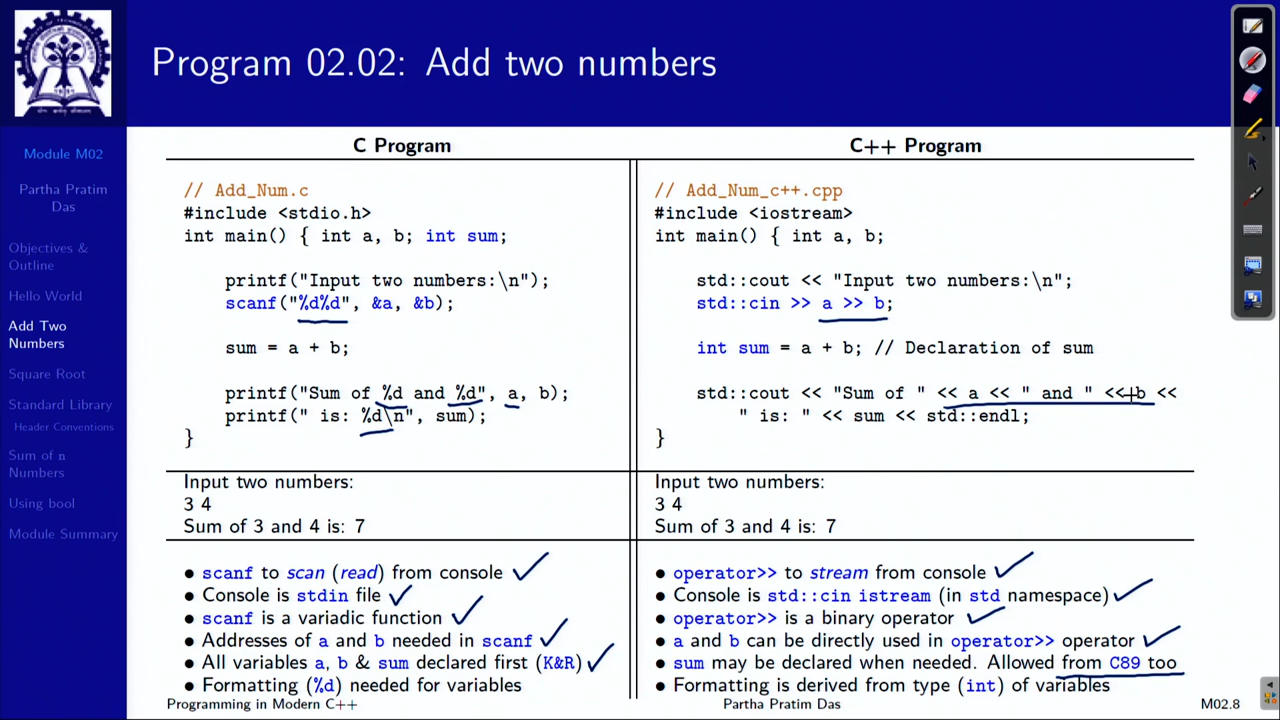 Program 02.02: Add two numbers
Module M02
Partha Pratim
Das
Objectives &
Outline
Hello World
Add Two
Numbers
Square Root
Standard Library
Header Conventions
Sum of n
Numbers
Using bool
Module Summary
C Program
// Add_Num.c
#include <stdio.h>
int main() { int a, b; int sum;
printf("Input two numbers:\n");
scanf("%d%d", &a, &b);
sum = a + b;
printf("Sum of %d and %d", a, b);
printf(" is: %d\n", sum);
}
Input two numbers:
3 4
Sum of 3 and 4 is: 7
• scanf to scan (read) from console
• Console is stdin file
• scanf is a variadic function
• Addresses of a and b needed in scanf
• All variables a, b & sum declared first (K&R)
• Formatting (%d) needed for variables
C++ Program
// Add_Num_c++.cpp
#include <iostream>
int main() { int a, b;
std::cout << "Input two numbers:\n";
std::cin >> a >> b;
int sum = a + b; // Declaration of sum
std::cout << "Sum of " << a << " and " << b <<
" is: " << sum << std::endl;
}
Input two numbers:
3 4
Sum of 3 and 4 is: 7
• operator>> to stream from console
• Console is std::cin istream (in std namespace)
• operator>> is a binary operator
• a and b can be directly used in operator>> operator
• sum may be declared when needed. Allowed from C89 too
• Formatting is derived from type (int) of variables
Programming in Modern C++
Partha Pratim Das
M02.8